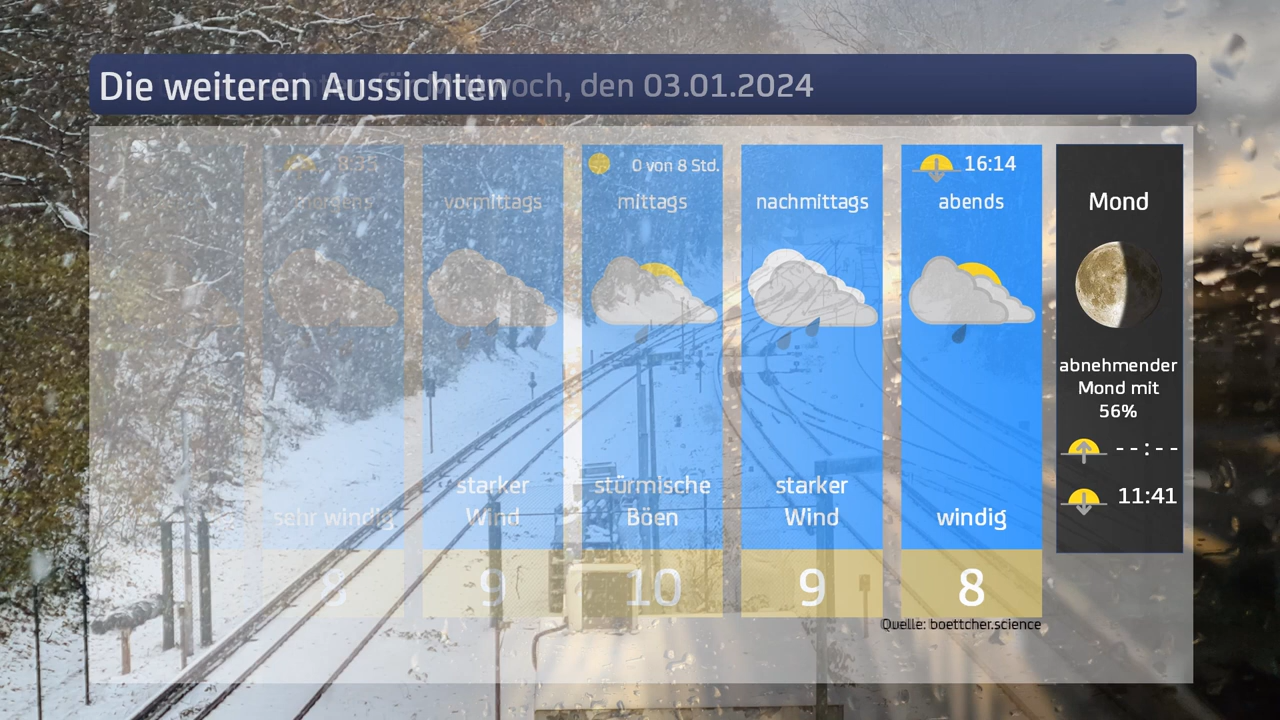 Die weiteren Aussichten
Mittwoch, den 03.01.2024
8:35
morgens
sehr windig
8
vormittags
starker
Wind
9
0 von 8 Std.
mittags
stürmische
Böen
10
nachmittags
starker
Wind
9
16:14
abends
windig
8
Mond
abnehmender
Mond mit
56%
--:--
11:41
Quelle: boettcher.science